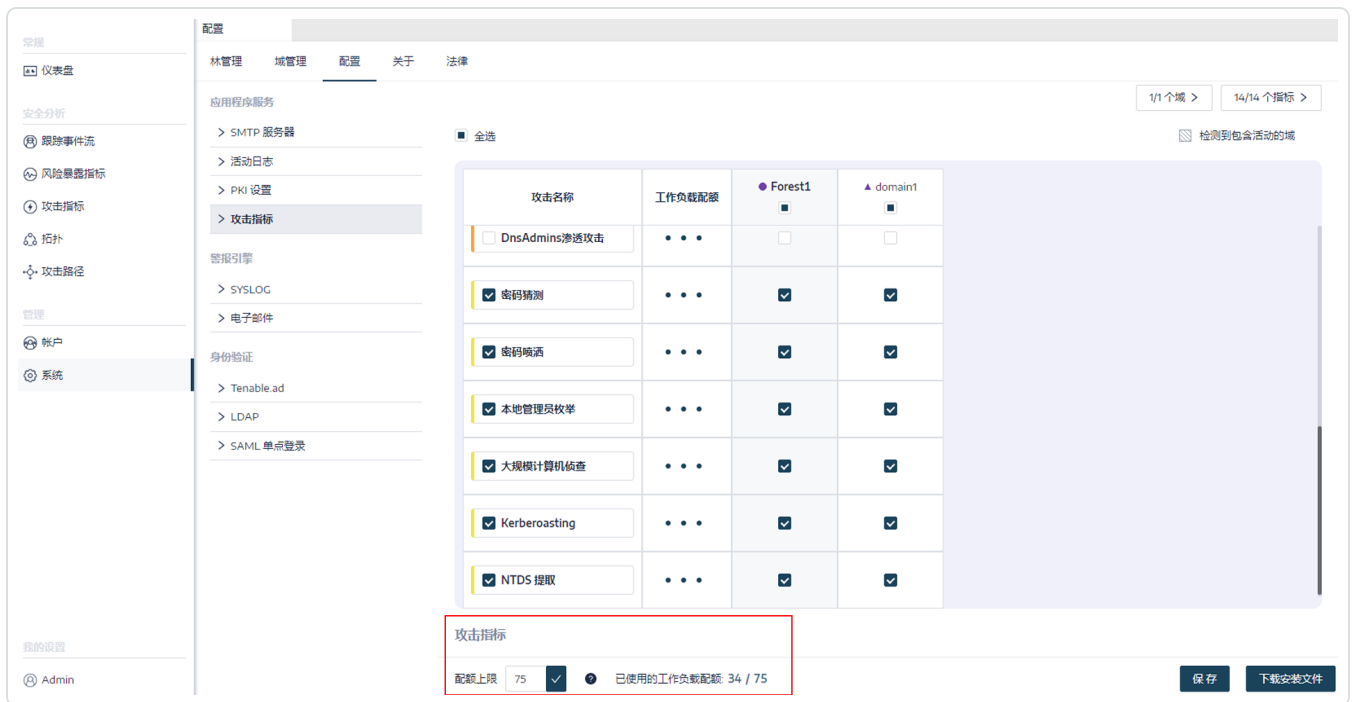 常规
仪表盘
安全分析
跟踪事件流
风险暴露指标
攻击指标
拓扑
攻击路径
管理
帐户
系统
我的设置
Admin
配置
林管理 域管理 配置 关于 法律
应用程序服务
SMTP 服务器
活动日志
PKI 设置
攻击指标
警报引擎
SYSLOG
电子邮件
身份验证
Tenable.ad
LDAP
SAML 单点登录
1/1 个域 > 14/14 个指标 >
全选 检测到包含活动的域
攻击名称 工作负载配额 Forest1 domain1
DnsAdmins渗透攻击
密码猜测
密码喷洒
本地管理员枚举
大规模计算机侦查
Kerberoasting
NTDS 提取
攻击指标
配额上限 75 已使用的工作负载配额: 34 / 75
保存 下载安装文件